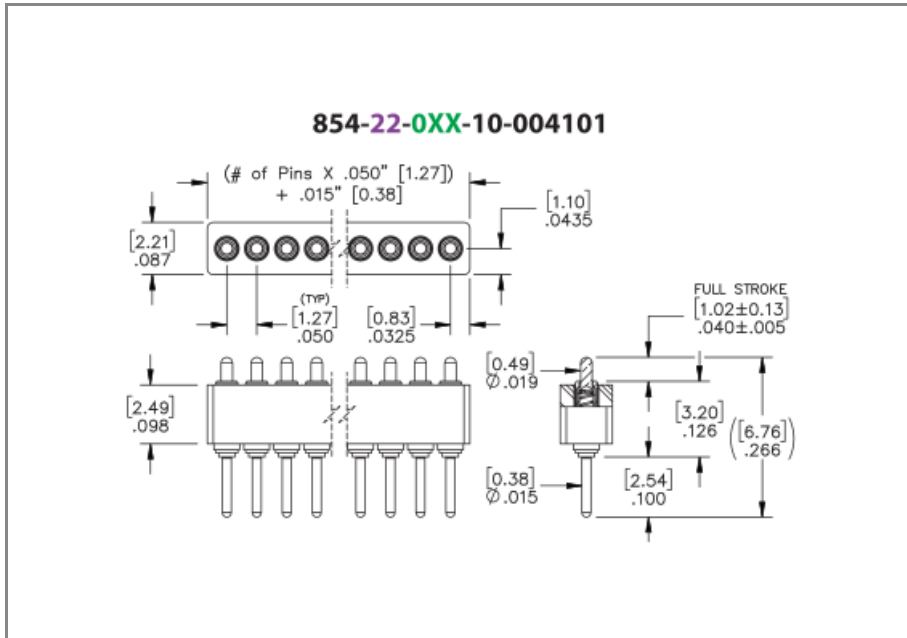 854-22-0XX-10-004101
(# of Pins X .050" [1.27])
+ .015" [0.38]
[1.10]
.0435
[2.21]
.087
(TYP)
[1.27]
.050
[0.83]
.0325
FULL STROKE
[1.02±0.13]
.040±.005
[0.49]
Ø.019
[2.49]
.098
[3.20]
.126
([6.76]
.266)
[0.38]
Ø.015
[2.54]
.100